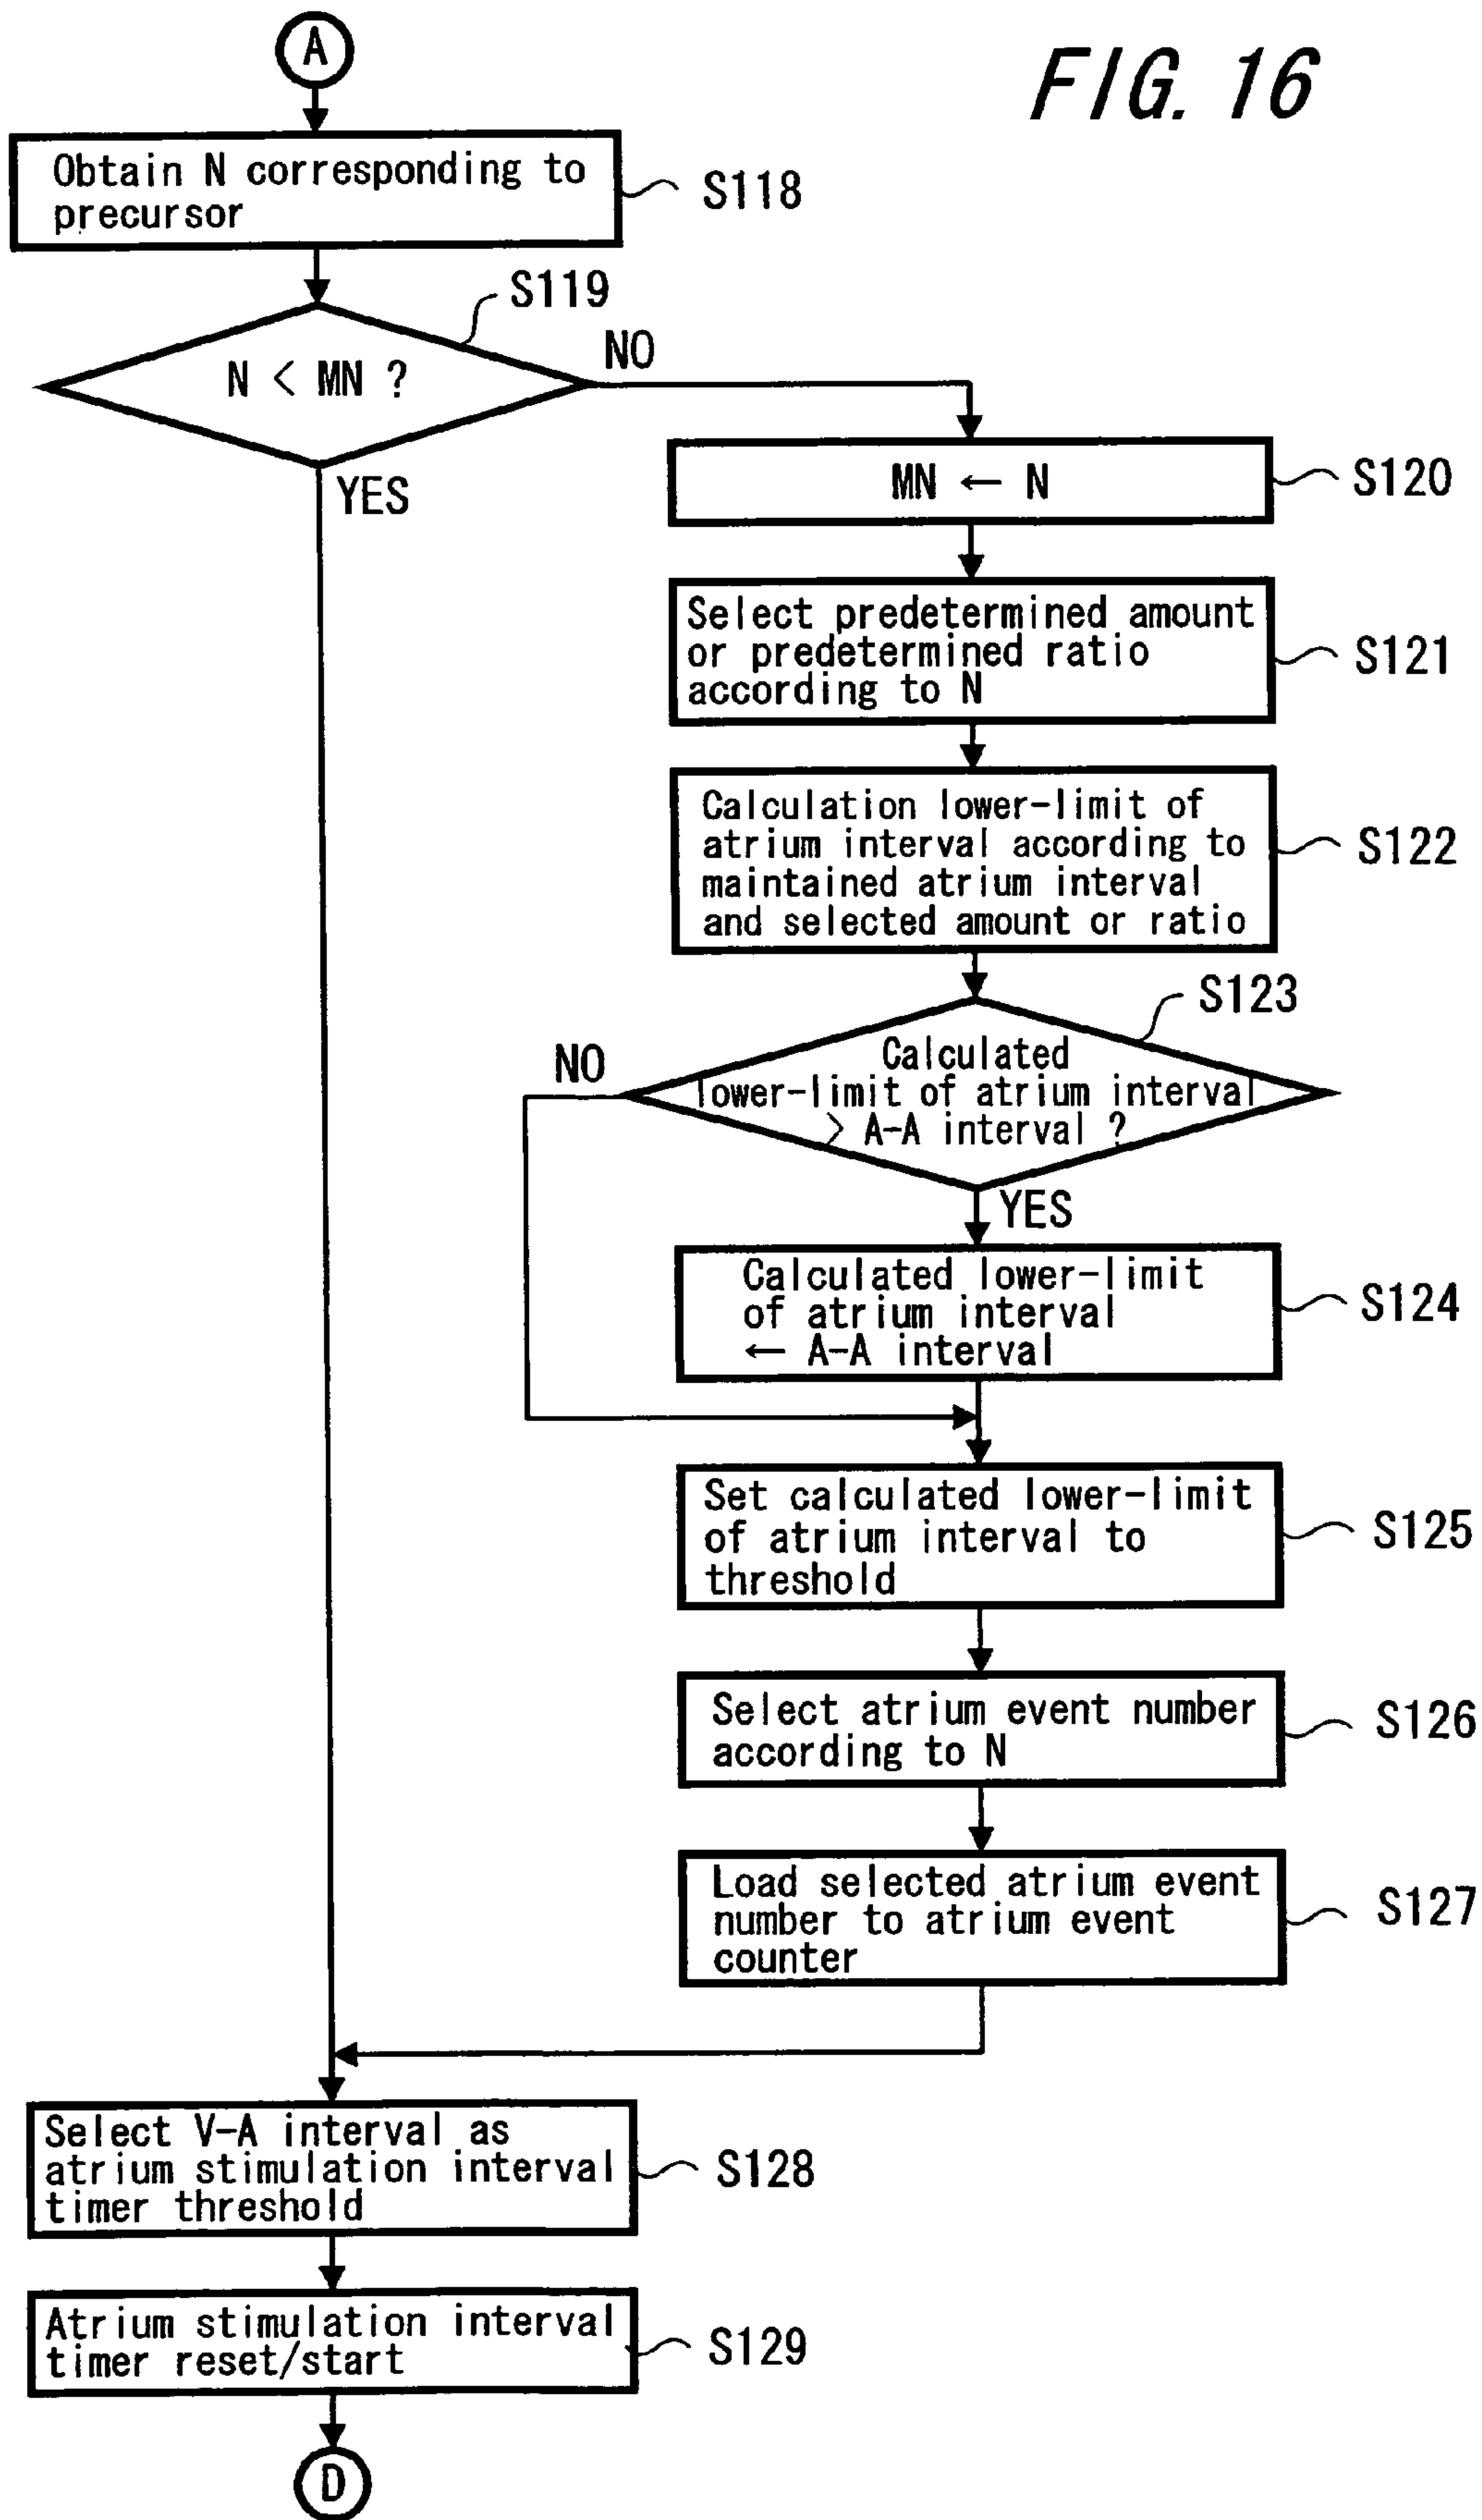 FIG. 16
A
Obtain N corresponding to
precursor
S118
S119
N < MN ?
NO
YES
MN ← N
S120
Select predetermined amount
or predetermined ratio
according to N
S121
Calculation lower-limit of
atrium interval according to
maintained atrium interval
and selected amount or ratio
S122
S123
Calculated
lower-limit of atrium interval
> A-A interval ?
NO
YES
Calculated lower-limit
of atrium interval
← A-A interval
S124
Set calculated lower-limit
of atrium interval to
threshold
S125
Select atrium event number
according to N
S126
Load selected atrium event
number to atrium event
counter
S127
Select V-A interval as
atrium stimulation interval
timer threshold
S128
Atrium stimulation interval
timer reset/start
S129
D